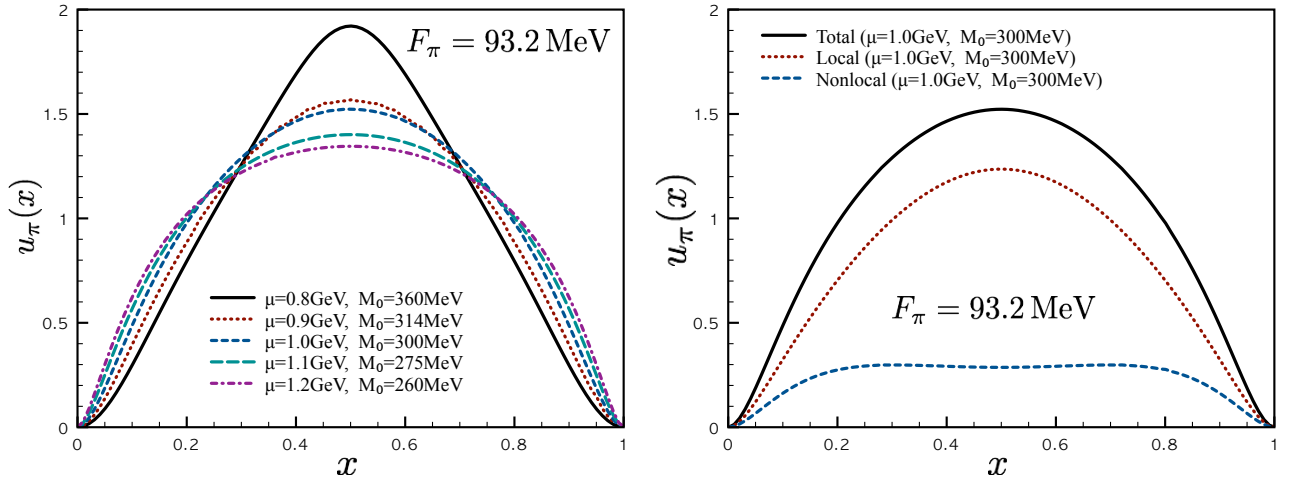 2
1.5
1
0.5
0
u_π(x)
F_π = 93.2 MeV
μ=0.8GeV, M₀=360MeV
μ=0.9GeV, M₀=314MeV
μ=1.0GeV, M₀=300MeV
μ=1.1GeV, M₀=275MeV
μ=1.2GeV, M₀=260MeV
0 0.2 0.4 0.6 0.8 1
x
2
1.5
1
0.5
0
u_π(x)
Total (μ=1.0GeV, M₀=300MeV)
Local (μ=1.0GeV, M₀=300MeV)
Nonlocal (μ=1.0GeV, M₀=300MeV)
F_π = 93.2 MeV
0 0.2 0.4 0.6 0.8 1
x